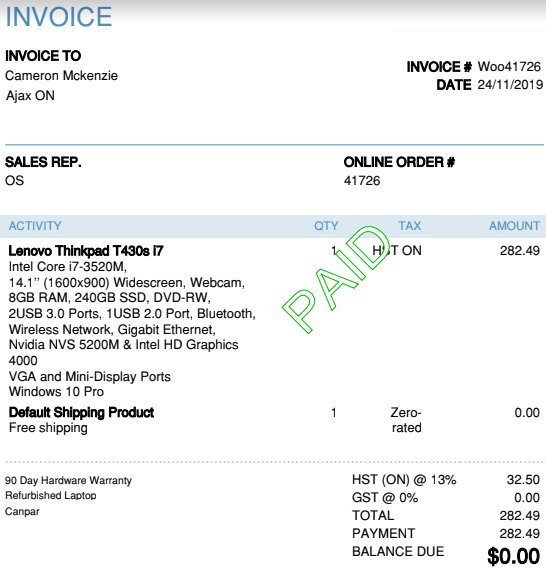 INVOICE
INVOICE TO
Cameron Mckenzie
Ajax ON
INVOICE # Woo41726
DATE 24/11/2019
SALES REP.
OS
ONLINE ORDER #
41726
ACTIVITY QTY TAX AMOUNT
Lenovo Thinkpad T430s i7 1 HST ON 282.49
Intel Core i7-3520M,
14.1” (1600x900) Widescreen, Webcam,
8GB RAM, 240GB SSD, DVD-RW,
2USB 3.0 Ports, 1USB 2.0 Port, Bluetooth,
Wireless Network, Gigabit Ethernet,
Nvidia NVS 5200M & Intel HD Graphics
4000
VGA and Mini-Display Ports
Windows 10 Pro
PAID
Default Shipping Product 1 Zero-
rated 0.00
Free shipping
90 Day Hardware Warranty
Refurbished Laptop
Canpar
HST (ON) @ 13% 32.50
GST @ 0% 0.00
TOTAL 282.49
PAYMENT 282.49
BALANCE DUE $0.00